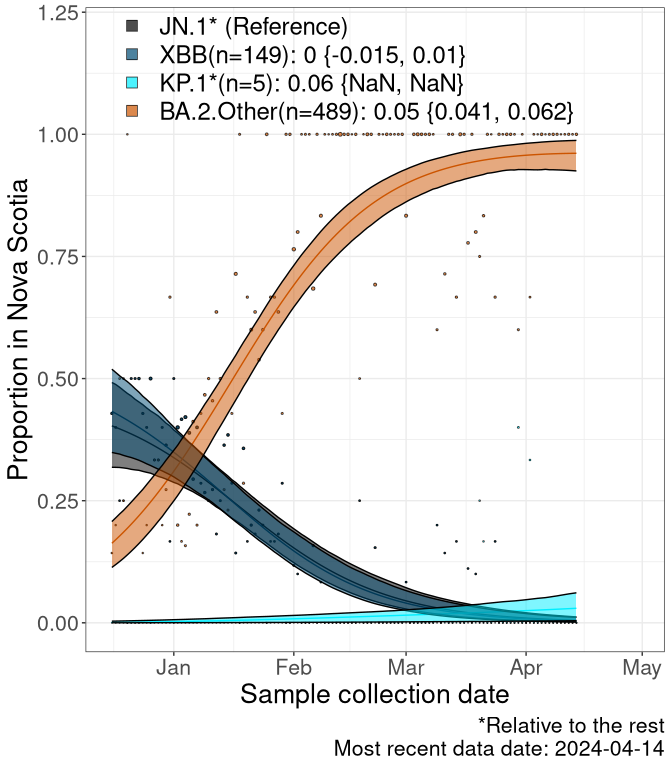 1.25
JN.1* (Reference)
XBB(n=149): 0 {-0.015, 0.01}
KP.1*(n=5): 0.06 {NaN, NaN}
BA.2.Other(n=489): 0.05 {0.041, 0.062}
1.00
0.75
0.50
0.25
0.00
Proportion in Nova Scotia
Jan Feb Mar Apr May
Sample collection date
*Relative to the rest
Most recent data date: 2024-04-14